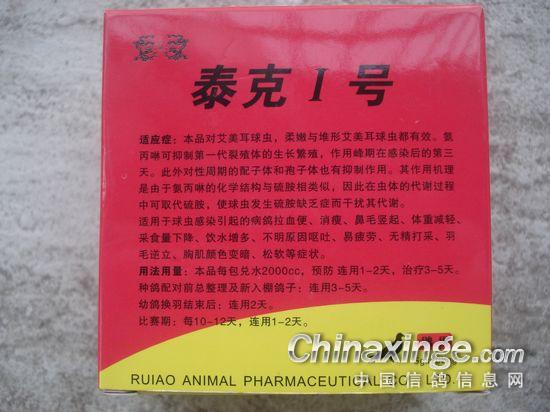 泰克 I 号
适应症：本品对艾美耳球虫，柔嫩与堆形艾美耳球虫都有效。氨
丙啉可抑制第一代裂殖体的生长繁殖，作用峰期在感染后的第三
天。此外对性周期的配子体和孢子体也有抑制作用。其作用机理
是由于氨丙啉的化学结构与硫胺相类似，因此在虫体的代谢过程
中可取代硫胺，使球虫发生硫胺缺乏症而干扰其代谢。
适用于球虫感染引起的病鸽拉血便、消瘦、鼻毛竖起、体重减轻、
采食量下降、饮水增多、不明原因呕吐、易疲劳、无精打采、羽
毛逆立、胸肌颜色变暗、松软等症状。
用法用量：本品每包兑水2000cc，预防 连用1-2天，治疗3-5天。
种鸽配对前总整理及新入棚鸽子：连用3-5天。
幼鸽换羽结束后：连用2天。
比赛期：每10-12天，连用1-2天。
Chinaxinge.com
中国信鸽信息网
RUIAO ANIMAL PHARMACEUTICAL CO., LTD.